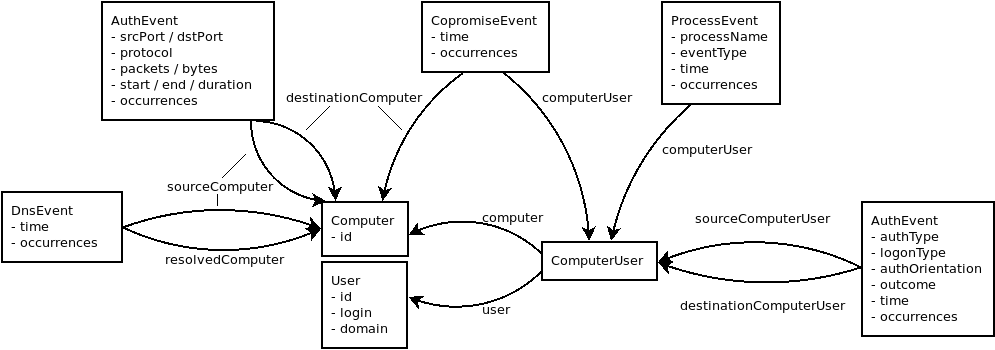 AuthEvent
- srcPort / dstPort
- protocol
- packets / bytes
- start / end / duration
- occurrences
CopromiseEvent
- time
- occurrences
ProcessEvent
- processName
- eventType
- time
- occurrences
destinationComputer
computerUser
computerUser
sourceComputer
DnsEvent
- time
- occurrences
resolvedComputer
Computer
- id
computer
User
- id
- login
- domain
user
ComputerUser
sourceComputerUser
destinationComputerUser
AuthEvent
- authType
- logonType
- authOrientation
- outcome
- time
- occurrences